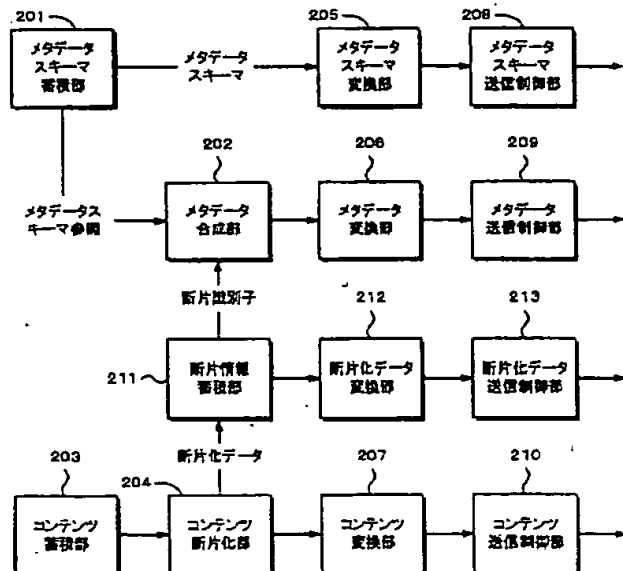 201
205
208
メタデータ
スキーマ
蓄積部
メタデータ
スキーマ
メタデータ
スキーマ
変換部
メタデータ
スキーマ
送信制御部
202
206
209
メタデータス
キーマ参照
メタデータ
合成部
メタデータ
変換部
メタデータ
送信制御部
断片識別子
212
213
211
断片情報
蓄積部
断片化データ
変換部
断片化データ
送信制御部
203
204
断片化データ
207
210
コンテンツ
蓄積部
コンテンツ
断片化部
コンテンツ
変換部
コンテンツ
送信制御部